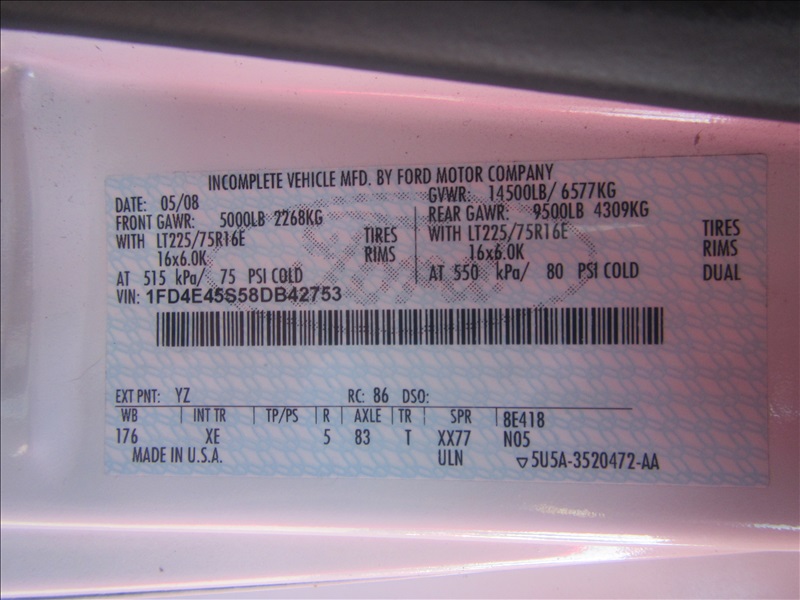 INCOMPLETE VEHICLE MFD. BY FORD MOTOR COMPANY
DATE: 05/08 GVWR: 14500LB/ 6577KG
FRONT GAWR: 5000LB 2268KG REAR GAWR: 9500LB 4309KG
WITH LT225/75R16E TIRES WITH LT225/75R16E TIRES
16x6.0K RIMS 16x6.0K RIMS
AT 515 kPa/ 75 PSI COLD AT 550 kPa/ 80 PSI COLD DUAL
VIN: 1FD4E45S58DB42753
Ford
EXT PNT: YZ RC: 86 DSO:
WB INT TR TP/PS R AXLE TR SPR 8E418
176 XE 5 83 T XX77 N05
MADE IN U.S.A. ULN ▽5U5A-3520472-AA